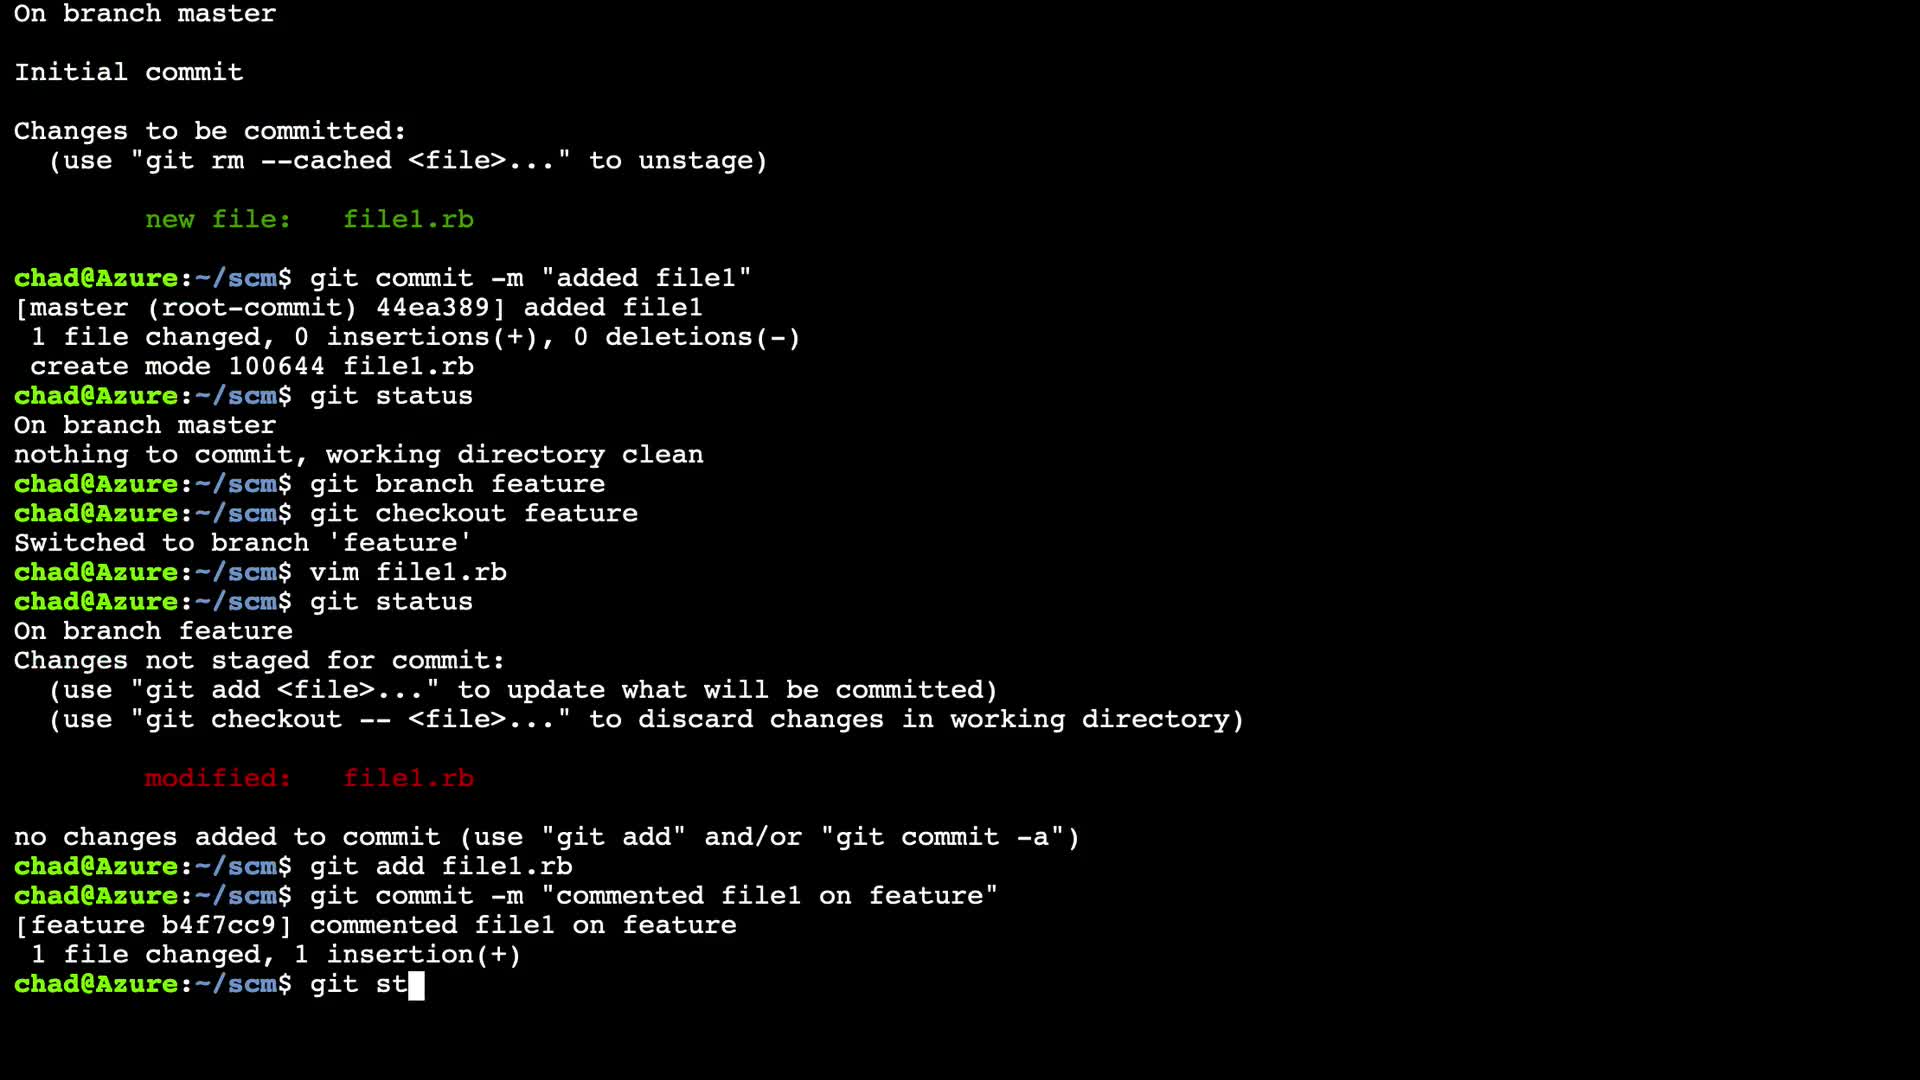 On branch master
Initial commit
Changes to be committed:
  (use "git rm --cached <file>..." to unstage)
        new file:   file1.rb
chad@Azure:~/scm$ git commit -m "added file1"
[master (root-commit) 44ea389] added file1
 1 file changed, 0 insertions(+), 0 deletions(-)
 create mode 100644 file1.rb
chad@Azure:~/scm$ git status
On branch master
nothing to commit, working directory clean
chad@Azure:~/scm$ git branch feature
chad@Azure:~/scm$ git checkout feature
Switched to branch 'feature'
chad@Azure:~/scm$ vim file1.rb
chad@Azure:~/scm$ git status
On branch feature
Changes not staged for commit:
  (use "git add <file>..." to update what will be committed)
  (use "git checkout -- <file>..." to discard changes in working directory)
        modified:   file1.rb
no changes added to commit (use "git add" and/or "git commit -a")
chad@Azure:~/scm$ git add file1.rb
chad@Azure:~/scm$ git commit -m "commented file1 on feature"
[feature b4f7cc9] commented file1 on feature
 1 file changed, 1 insertion(+)
chad@Azure:~/scm$ git st